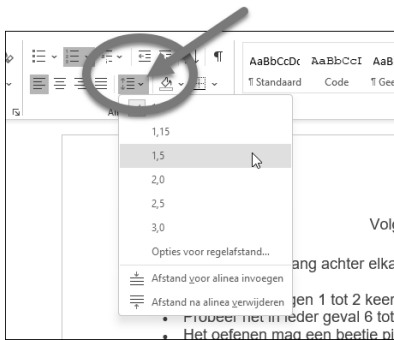 AaBbCcDc AaBbCcI AaB
¶ Standaard Code ¶ Gee
1,15
1,5
2,0
2,5
3,0
Opties voor regelafstand...
Afstand voor alinea invoegen
Afstand na alinea verwijderen
Volg
ang achter elka
gen 1 tot 2 keer
• Probeer het in ieder geval 6 tot
• Het oefenen mag een beetje pi